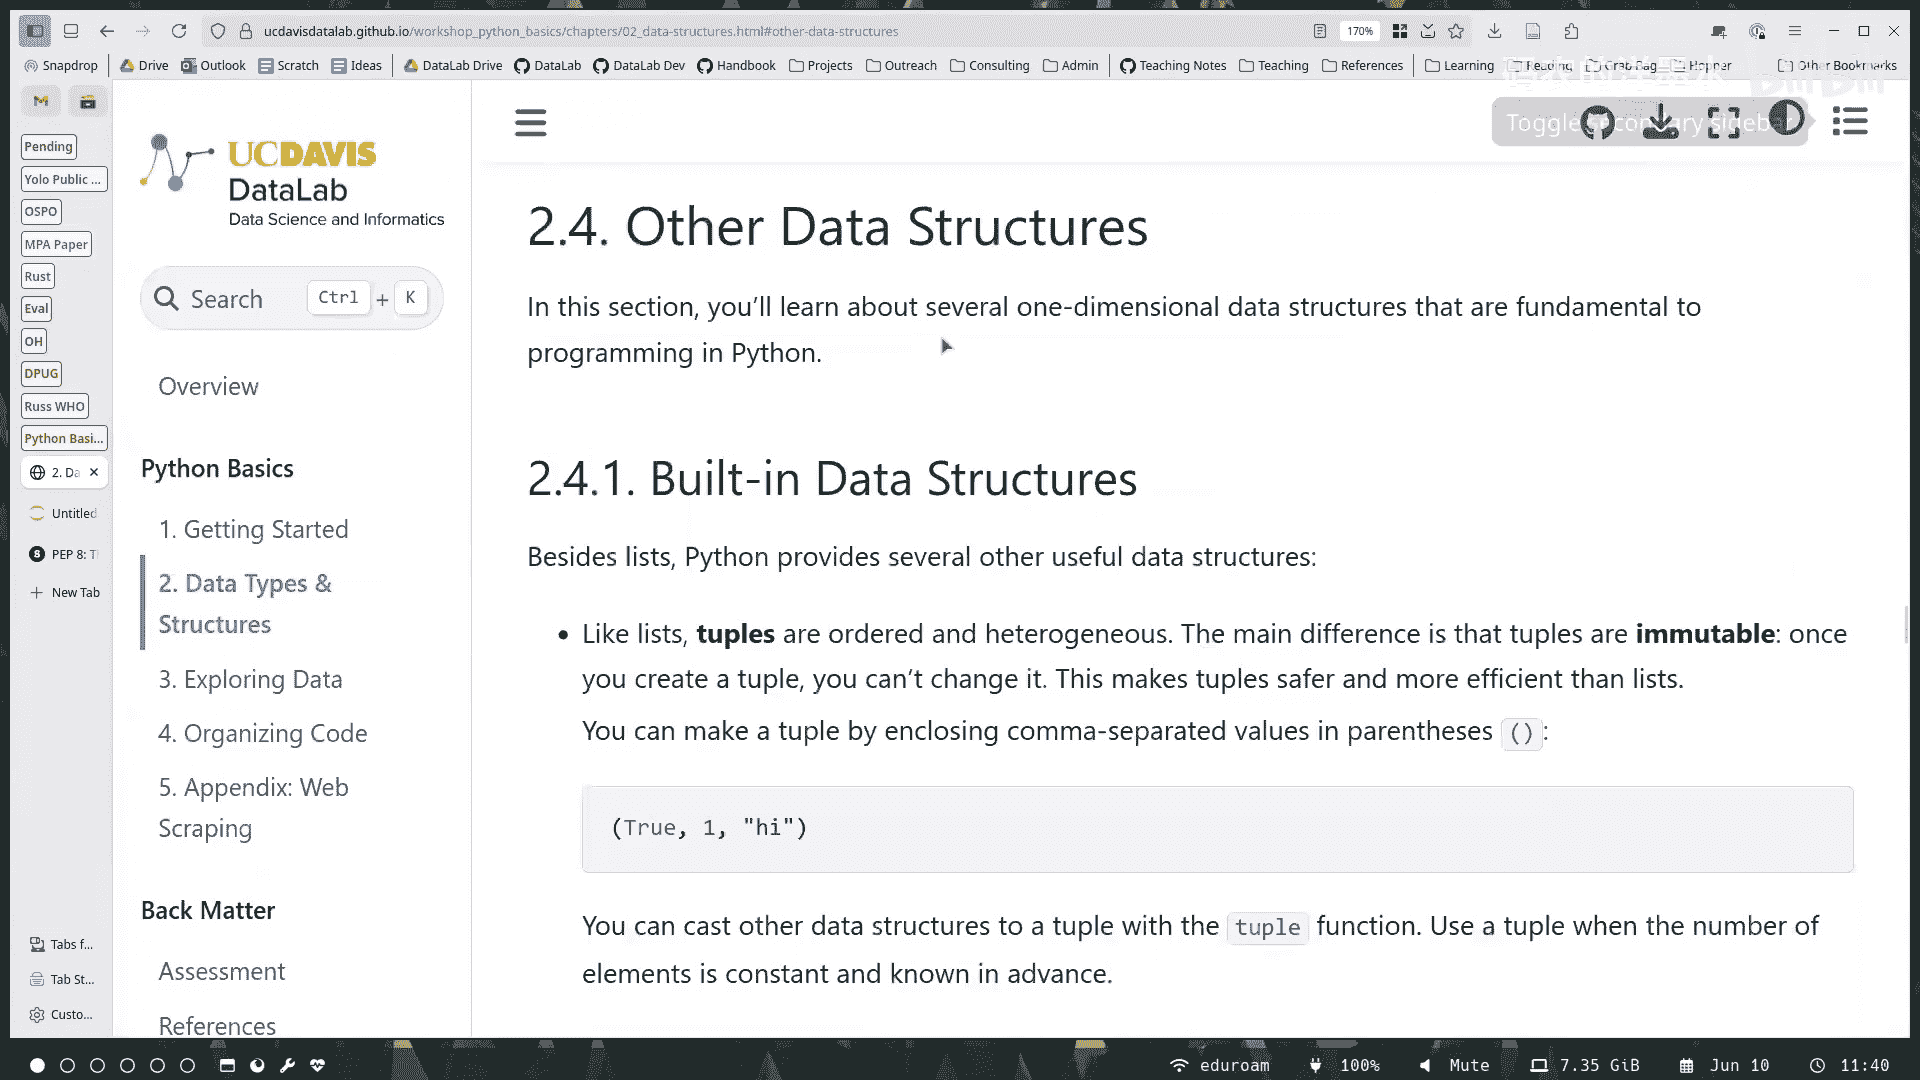 ucdavisdatalab.github.io/workshop_python_basics/chapters/02_data-structures.html#other-data-structures
170%
Snapdrop
Drive
Outlook
Scratch
Ideas
DataLab Drive
DataLab
DataLab Dev
Handbook
Projects
Outreach
Consulting
Admin
Teaching Notes
Teaching
References
Learning
Reading
Grab Bag
Hopper
Other Bookmarks
Pending
Yolo Public ...
OSPO
MPA Paper
Rust
Eval
OH
DPUG
Russ WHO
Python Basi...
2. Da
Untitled
PEP 8: T
New Tab
Tabs f...
Tab St...
Custo...
UCDAVIS
DataLab
Data Science and Informatics
Search Ctrl + K
Overview
Python Basics
1. Getting Started
2. Data Types &
Structures
3. Exploring Data
4. Organizing Code
5. Appendix: Web
Scraping
Back Matter
Assessment
References
Toggle secondary sidebar
2.4. Other Data Structures
In this section, you’ll learn about several one-dimensional data structures that are fundamental to
programming in Python.
2.4.1. Built-in Data Structures
Besides lists, Python provides several other useful data structures:
• Like lists, tuples are ordered and heterogeneous. The main difference is that tuples are immutable: once
you create a tuple, you can’t change it. This makes tuples safer and more efficient than lists.
You can make a tuple by enclosing comma-separated values in parentheses ():
(True, 1, "hi")
You can cast other data structures to a tuple with the tuple function. Use a tuple when the number of
elements is constant and known in advance.
eduroam
100%
Mute
7.35 GiB
Jun 10
11:40